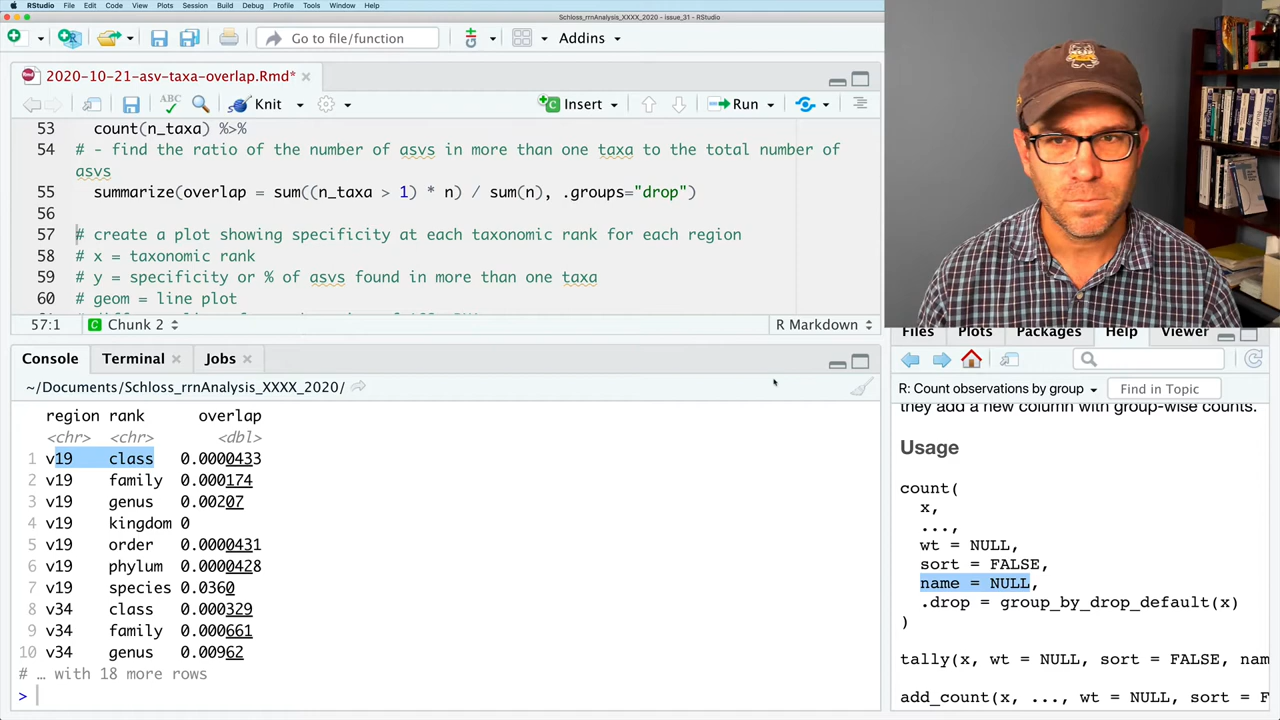 RStudio File Edit Code View Plots Session Build Debug Profile Tools Window Help
Schloss_rrnAnalysis_XXXX_2020 - issue_31 - RStudio
Go to file/function
Addins
2020-10-21-asv-taxa-overlap.Rmd*
ABC
Knit
Insert
Run
53 count(n_taxa) %>%
54 # - find the ratio of the number of asvs in more than one taxa to the total number of
asvs
55 summarize(overlap = sum((n_taxa > 1) * n) / sum(n), .groups="drop")
56
57 # create a plot showing specificity at each taxonomic rank for each region
58 # x = taxonomic rank
59 # y = specificity or % of asvs found in more than one taxa
60 # geom = line plot
57:1 Chunk 2 R Markdown
Console Terminal Jobs
~/Documents/Schloss_rrnAnalysis_XXXX_2020/
region rank overlap
<chr> <chr> <dbl>
1 v19 class 0.0000433
2 v19 family 0.000174
3 v19 genus 0.00207
4 v19 kingdom 0
5 v19 order 0.0000431
6 v19 phylum 0.0000428
7 v19 species 0.0360
8 v34 class 0.000329
9 v34 family 0.000661
10 v34 genus 0.00962
# … with 18 more rows
>
Files Plots Packages Help Viewer
R: Count observations by group Find in Topic
they add a new column with group-wise counts.
Usage
count(
x,
...,
wt = NULL,
sort = FALSE,
name = NULL,
.drop = group_by_drop_default(x)
)
tally(x, wt = NULL, sort = FALSE, nam
add_count(x, ..., wt = NULL, sort = F